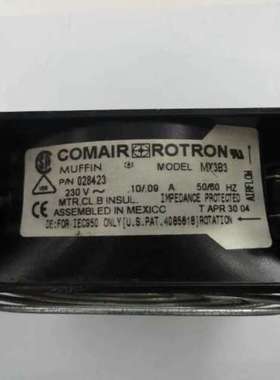 COMAIR ROTRON
MUFFIN MODEL MX3B3
P/N 028423
230 V ~ .10/.09 A 50/60 HZ
MTR.CL.B INSUL. IMPEDANCE PROTECTED
ASSEMBLED IN MEXICO T APR 30 04
DE:FOR IEC950 ONLY [U.S.PAT.4085818] ROTATION
AIRFLOW